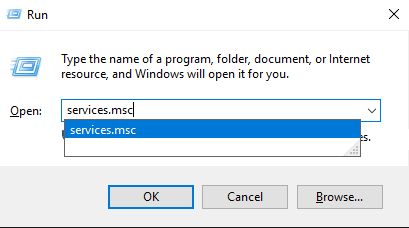 Run
Type the name of a program, folder, document, or Internet
resource, and Windows will open it for you.
Open:
services.msc
services.msc
OK
Cancel
Browse...